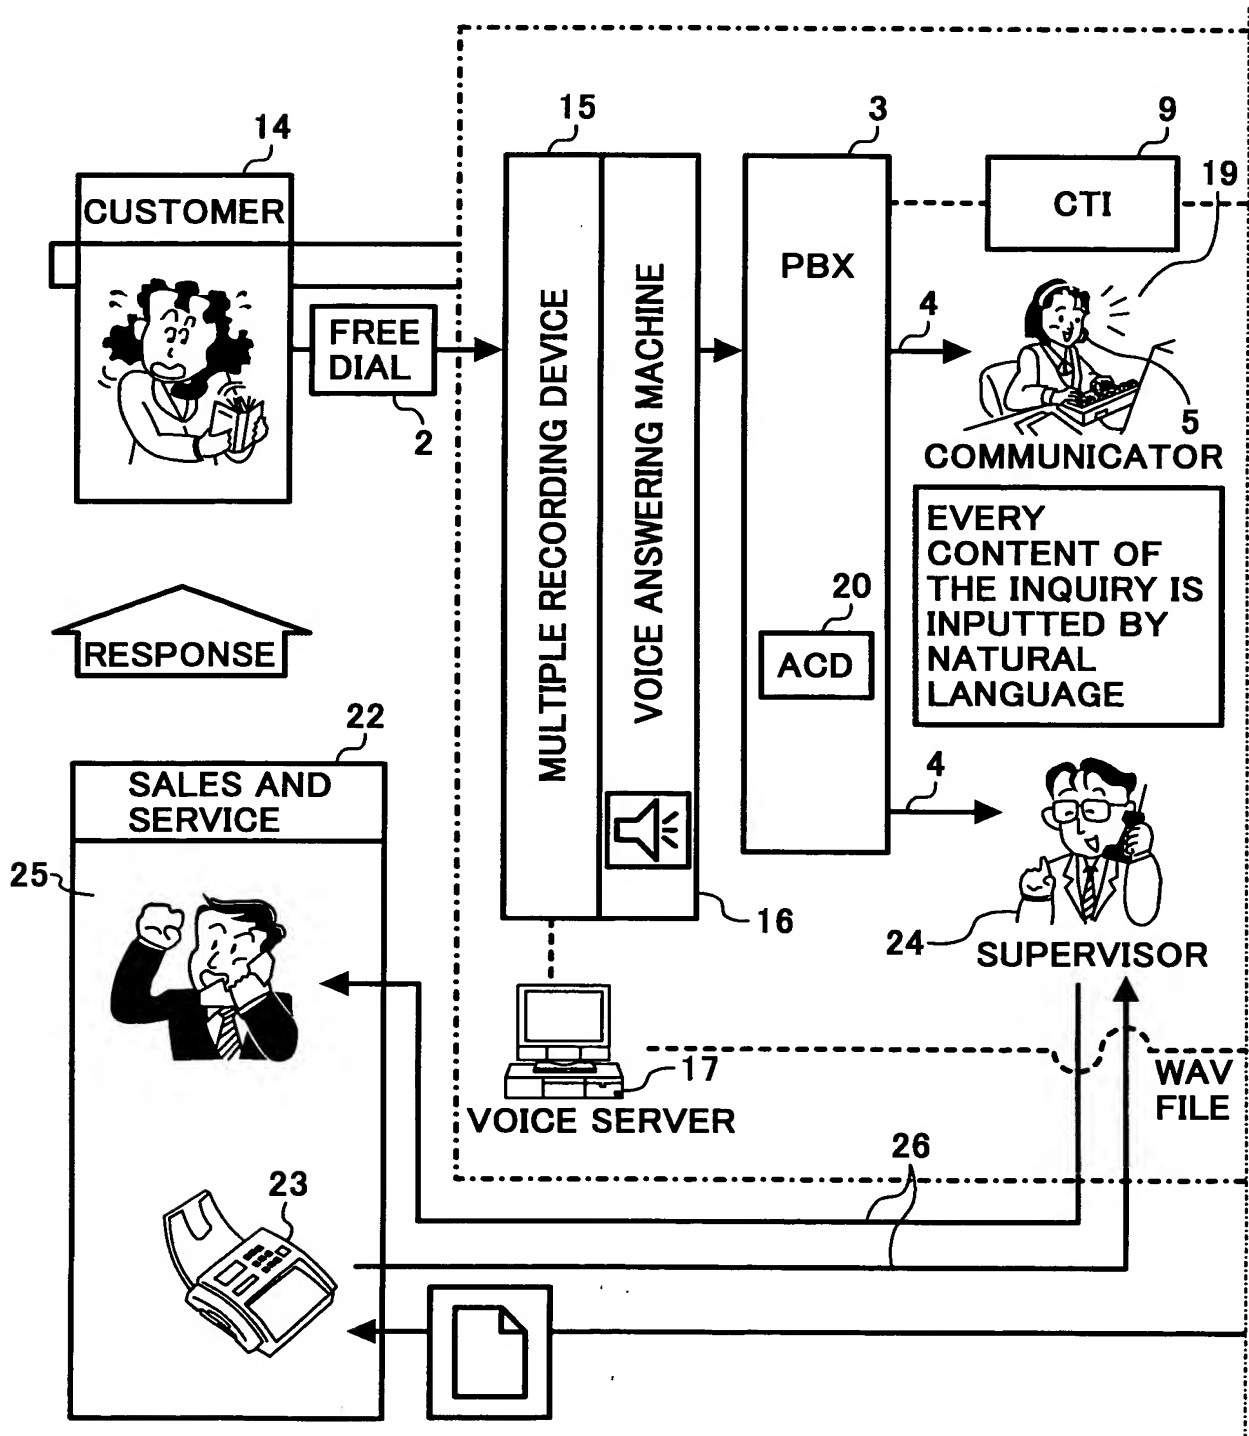 14
CUSTOMER
FREE
DIAL
2
15
MULTIPLE RECORDING DEVICE
VOICE ANSWERING MACHINE
16
3
PBX
20
ACD
9
CTI
19
4
5
COMMUNICATOR
EVERY
CONTENT OF
THE INQUIRY IS
INPUTTED BY
NATURAL
LANGUAGE
RESPONSE
22
SALES AND
SERVICE
25
4
24
SUPERVISOR
17
VOICE SERVER
WAV
FILE
26
23